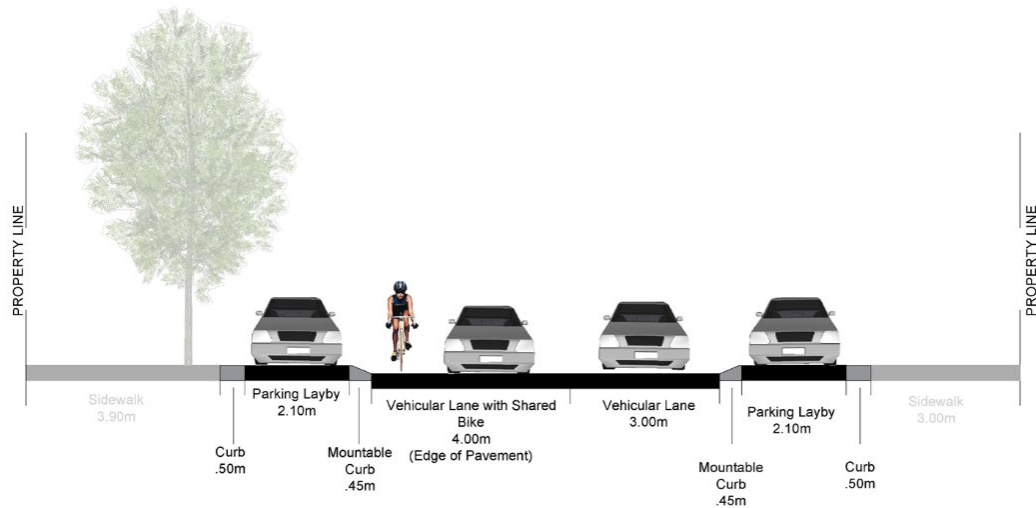 PROPERTY LINE
PROPERTY LINE
Sidewalk
3.90m
Curb
.50m
Parking Layby
2.10m
Mountable
Curb
.45m
Vehicular Lane with Shared
Bike
4.00m
(Edge of Pavement)
Vehicular Lane
3.00m
Mountable
Curb
.45m
Parking Layby
2.10m
Curb
.50m
Sidewalk
3.00m